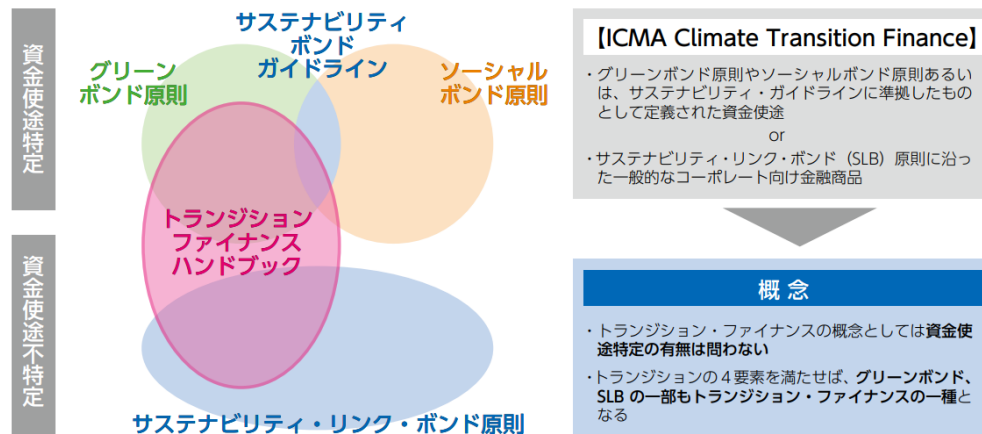 資金使途特定
資金使途不特定
サステナビリティ
ボンド
ガイドライン
グリーン
ボンド原則
ソーシャル
ボンド原則
トランジション
ファイナンス
ハンドブック
サステナビリティ・リンク・ボンド原則
【ICMA Climate Transition Finance】
・グリーンボンド原則やソーシャルボンド原則あるい
は、サステナビリティ・ガイドラインに準拠したもの
として定義された資金使途
or
・サステナビリティ・リンク・ボンド（SLB）原則に沿っ
た一般的なコーポレート向け金融商品
概 念
・トランジション・ファイナンスの概念としては資金使
途特定の有無は問わない
・トランジションの４要素を満たせば、グリーンボンド、
SLB の一部もトランジション・ファイナンスの一種と
なる